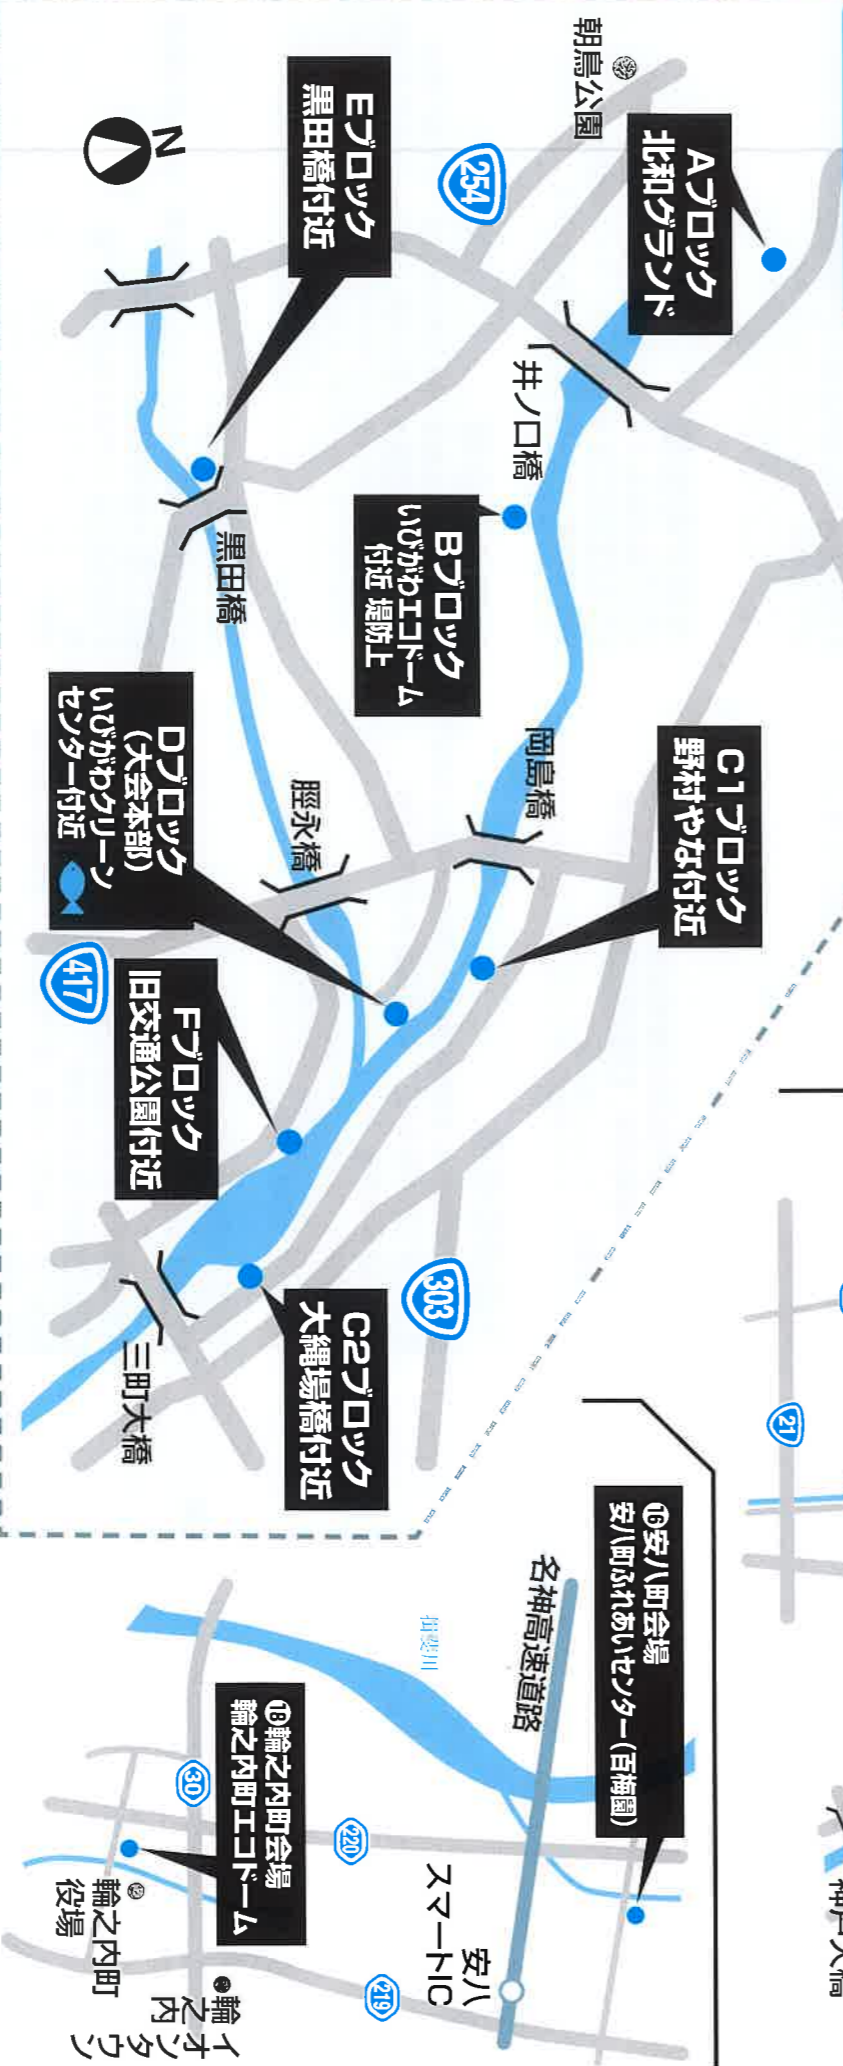 朝鳥公園
Aブロック
北和グランド
254
Eブロック
黒田橋付近
N
井ノ口橋
Bブロック
いびがわエコドーム
付近 堤防上
黒田橋
岡島橋
C1ブロック
野村やな付近
脛永橋
Dブロック
(大会本部)
いびがわクリーン
センター付近
417
Fブロック
旧交通公園付近
303
C2ブロック
大縄場橋付近
三町大橋
21
⑯安八町会場
安八町ふれあいセンター(百梅園)
名神高速道路
揖斐川
⑱輪之内町会場
輪之内町エコドーム
30
220
219
安八
スマートIC
輪之内町
役場
イオンタウン
輪之内
神戸大橋